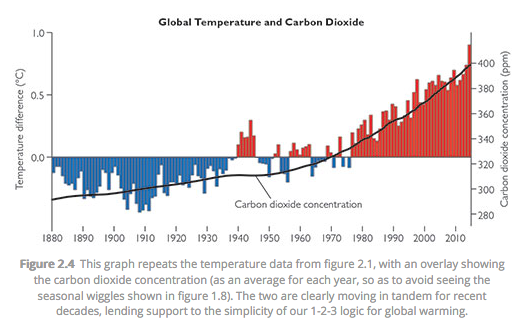 Global Temperature and Carbon Dioxide
1.0
0.5
0.0
Temperature difference (°C)
400
380
360
340
320
300
280
Carbon dioxide concentration (ppm)
Carbon dioxide concentration
1880 1890 1900 1910 1920 1930 1940 1950 1960 1970 1980 1990 2000 2010
Figure 2.4 This graph repeats the temperature data from figure 2.1, with an overlay showing
the carbon dioxide concentration (as an average for each year, so as to avoid seeing the
seasonal wiggles shown in figure 1.8). The two are clearly moving in tandem for recent
decades, lending support to the simplicity of our 1-2-3 logic for global warming.